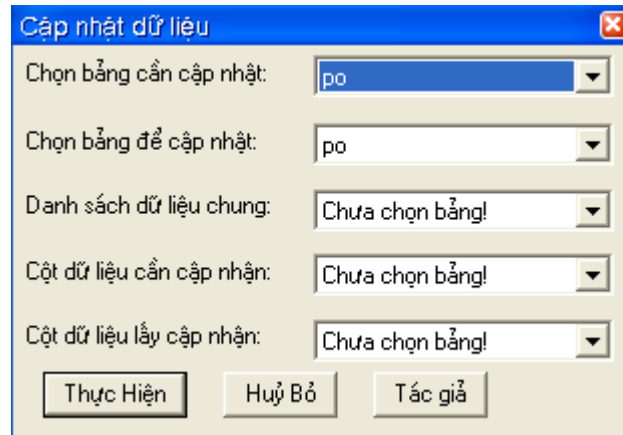 Cập nhật dữ liệu
Chọn bảng cần cập nhật: po
Chọn bảng để cập nhật: po
Danh sách dữ liệu chung: Chưa chọn bảng!
Cột dữ liệu cần cập nhận: Chưa chọn bảng!
Cột dữ liệu lấy cập nhận: Chưa chọn bảng!
Thực Hiện Huỷ Bỏ Tác giả